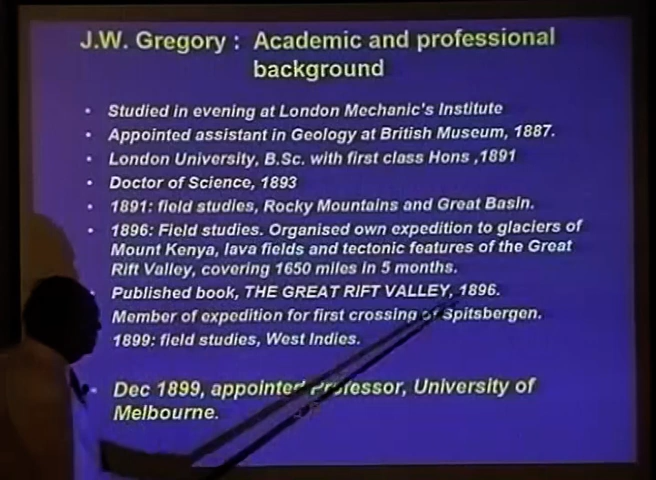 J.W. Gregory : Academic and professional
background
• Studied in evening at London Mechanic's Institute
• Appointed assistant in Geology at British Museum, 1887.
• London University, B.Sc. with first class Hons ,1891
• Doctor of Science, 1893
• 1891: field studies, Rocky Mountains and Great Basin.
• 1896: Field studies. Organised own expedition to glaciers of
Mount Kenya, lava fields and tectonic features of the Great
Rift Valley, covering 1650 miles in 5 months.
Published book, THE GREAT RIFT VALLEY, 1896.
Member of expedition for first crossing of Spitsbergen.
1899: field studies, West Indies.
• Dec 1899, appointed Professor, University of
Melbourne.